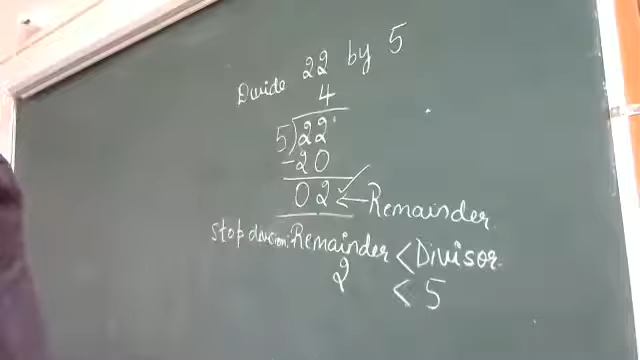 Divide 22 by 5
4
5)22
-20
02 ← Remainder
Stop division: Remainder < Divisor
2 < 5